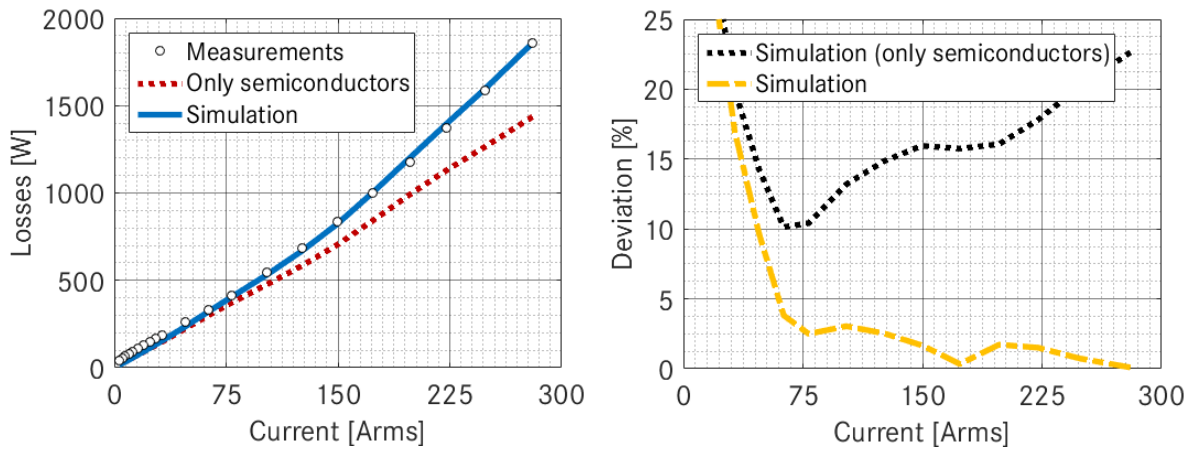 2000
1500
1000
500
0
Losses [W]
Measurements
Only semiconductors
Simulation
0 75 150 225 300
Current [Arms]
25
20
15
10
5
0
Deviation [%]
Simulation (only semiconductors)
Simulation
0 75 150 225 300
Current [Arms]